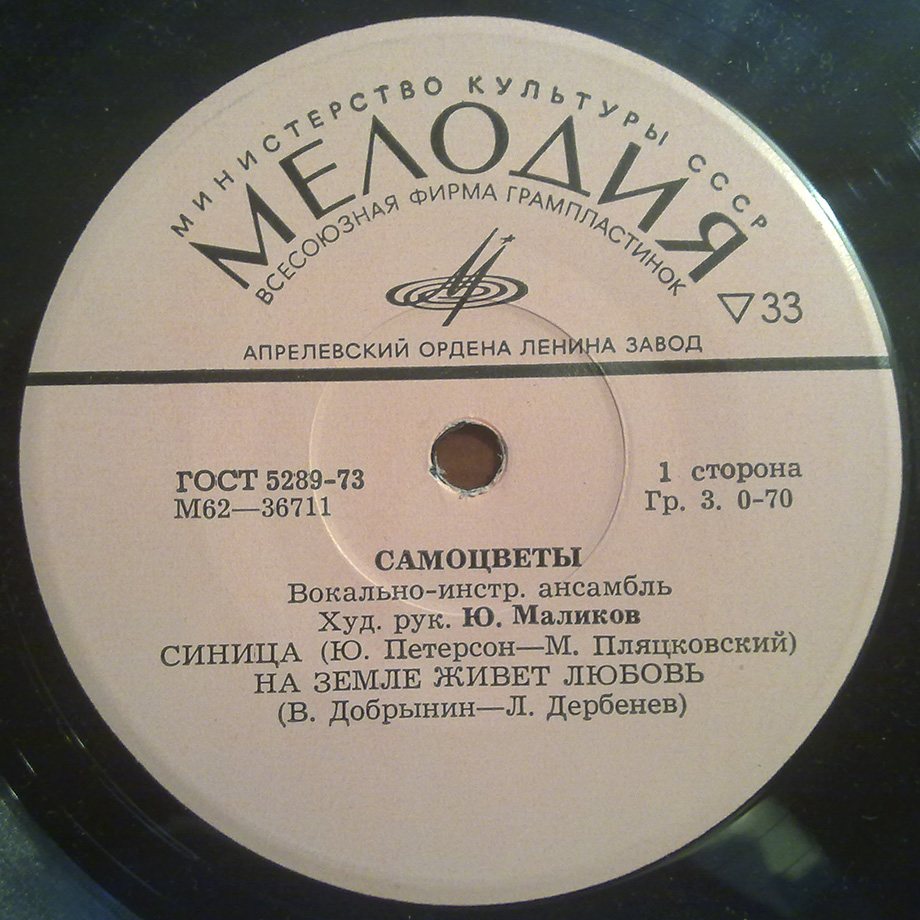 МИНИСТЕРСТВО КУЛЬТУРЫ СССР
МЕЛОДИЯ
ВСЕСОЮЗНАЯ ФИРМА ГРАМПЛАСТИНОК
33
АПРЕЛЕВСКИЙ ОРДЕНА ЛЕНИНА ЗАВОД
ГОСТ 5289-73
М62—36711
1 сторона
Гр. 3. 0-70
САМОЦВЕТЫ
Вокально-инстр. ансамбль
Худ. рук. Ю. Маликов
СИНИЦА (Ю. Петерсон—М. Пляцковский)
НА ЗЕМЛЕ ЖИВЕТ ЛЮБОВЬ
(В. Добрынин—Л. Дербенев)